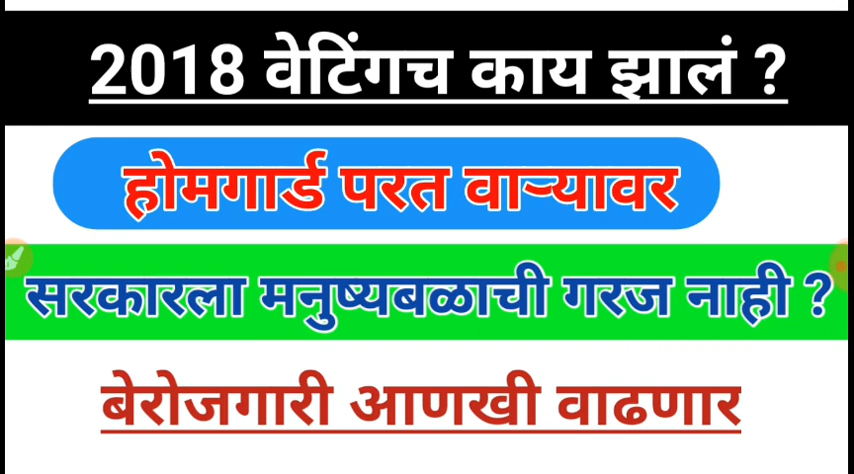 2018 वेटिंगच काय झालं ?
होमगार्ड परत वाऱ्यावर
सरकारला मनुष्यबळाची गरज नाही ?
बेरोजगारी आणखी वाढणार